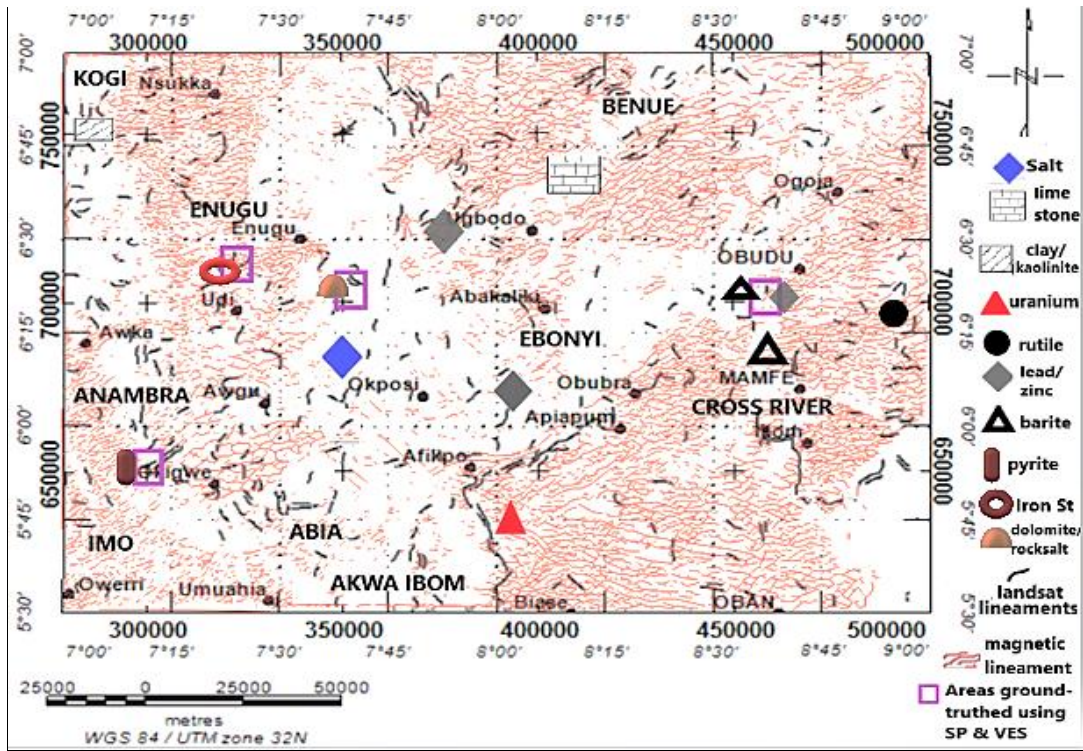 7°00' 7°15' 7°30' 7°45' 8°00' 8°15' 8°30' 8°45' 9°00'
300000 350000 400000 450000 500000
7°00'
KOGI
Nsukka
BENUE
7°00'
750000
6°45'
750000
6°45'
Salt
Ogoja
lime
stone
ENUGU
Enugu
Igbodo
6°30'
6°30'
OBUDU
clay/
kaolinite
Udi
Abakaliki
700000
700000
uranium
6°15'
Awka
EBONYI
6°15'
rutile
ANAMBRA
Awgu
Okposi
Obubra
MAMFE
lead/
zinc
Apiapum
CROSS RIVER
barite
6°00'
Ikom
6°00'
Afikpo
pyrite
650000
Okigwe
650000
Iron St
5°45'
IMO
ABIA
5°45'
dolomite/
rocksalt
Owerri
Umuahia
AKWA IBOM
Biase
OBAN
landsat
lineaments
5°30'
5°30'
300000 350000 400000 450000 500000
7°00' 7°15' 7°30' 7°45' 8°00' 8°15' 8°30' 8°45' 9°00'
magnetic
lineament
25000 0 25000 50000
metres
WGS 84 / UTM zone 32N
Areas ground-
truthed using
SP & VES